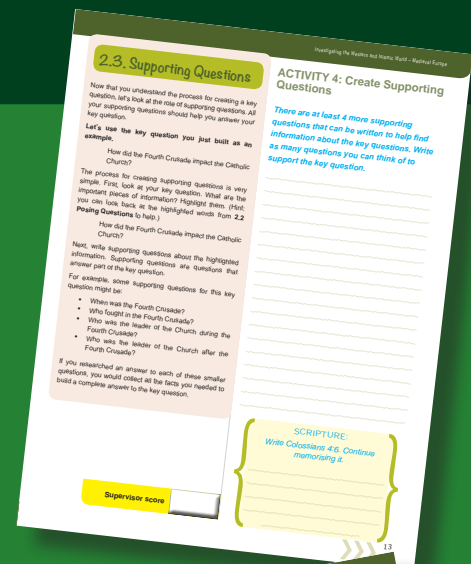 Investigating the Western and Islamic World – Medieval Europe
2.3. Supporting Questions
Now that you understand the process for creating a key
question, let's look at the role of supporting questions. All
your supporting questions should help you answer your
key question.
Let's use the key question you just built as an
example.
How did the Fourth Crusade impact the Catholic
Church?
The process for creating supporting questions is very
simple. First, look at your key question. What are the
important pieces of information? Highlight them. (Hint:
you can look back at the highlighted words from 2.2
Posing Questions to help.)
How did the Fourth Crusade impact the Catholic
Church?
Next, write supporting questions about the highlighted
information. Supporting questions are questions that
answer part of the key question.
For example, some supporting questions for this key
question might be:
• When was the Fourth Crusade?
• Who fought in the Fourth Crusade?
• Who was the leader of the Church during the
Fourth Crusade?
• Who was the leader of the Church after the
Fourth Crusade?
If you researched an answer to each of these smaller
questions, you would collect all the facts you needed to
build a complete answer to the key question.
Supervisor score
ACTIVITY 4: Create Supporting
Questions
There are at least 4 more supporting
questions that can be written to help find
information about the key questions. Write
as many questions you can think of to
support the key question.
SCRIPTURE:
Write Colossians 4:6. Continue
memorising it.
13